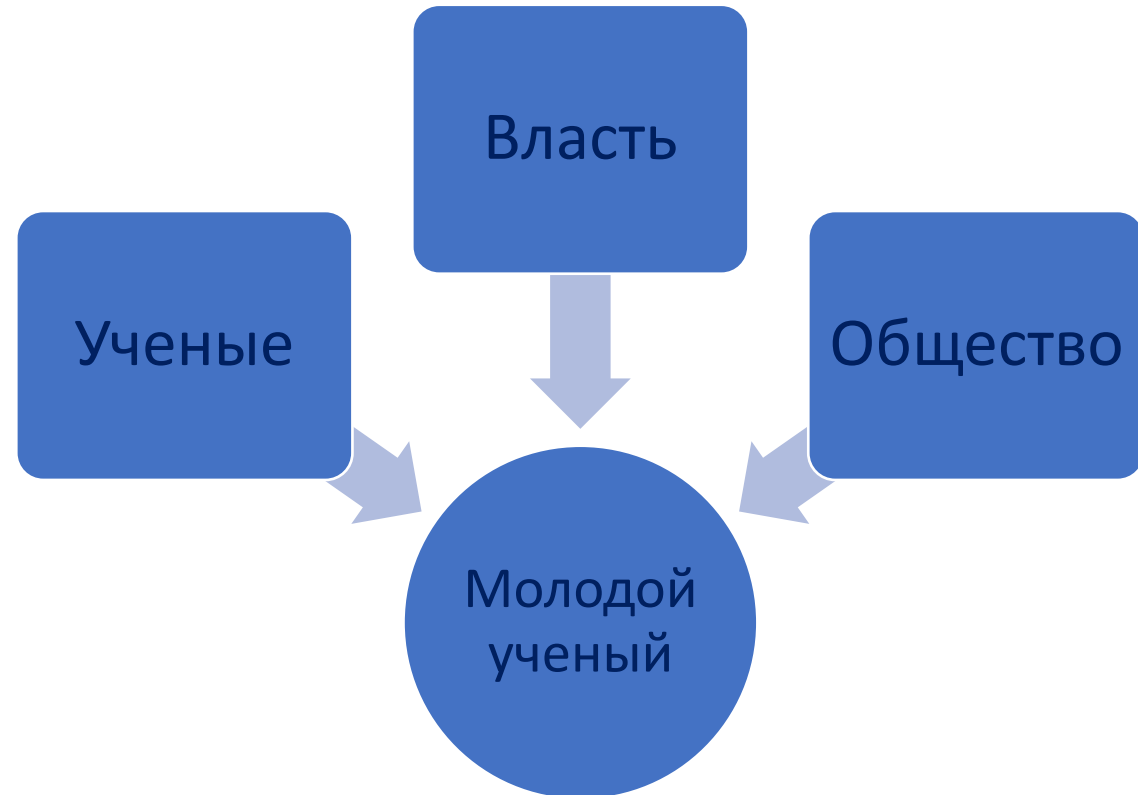 Власть
Ученые
Общество
Молодой
ученый